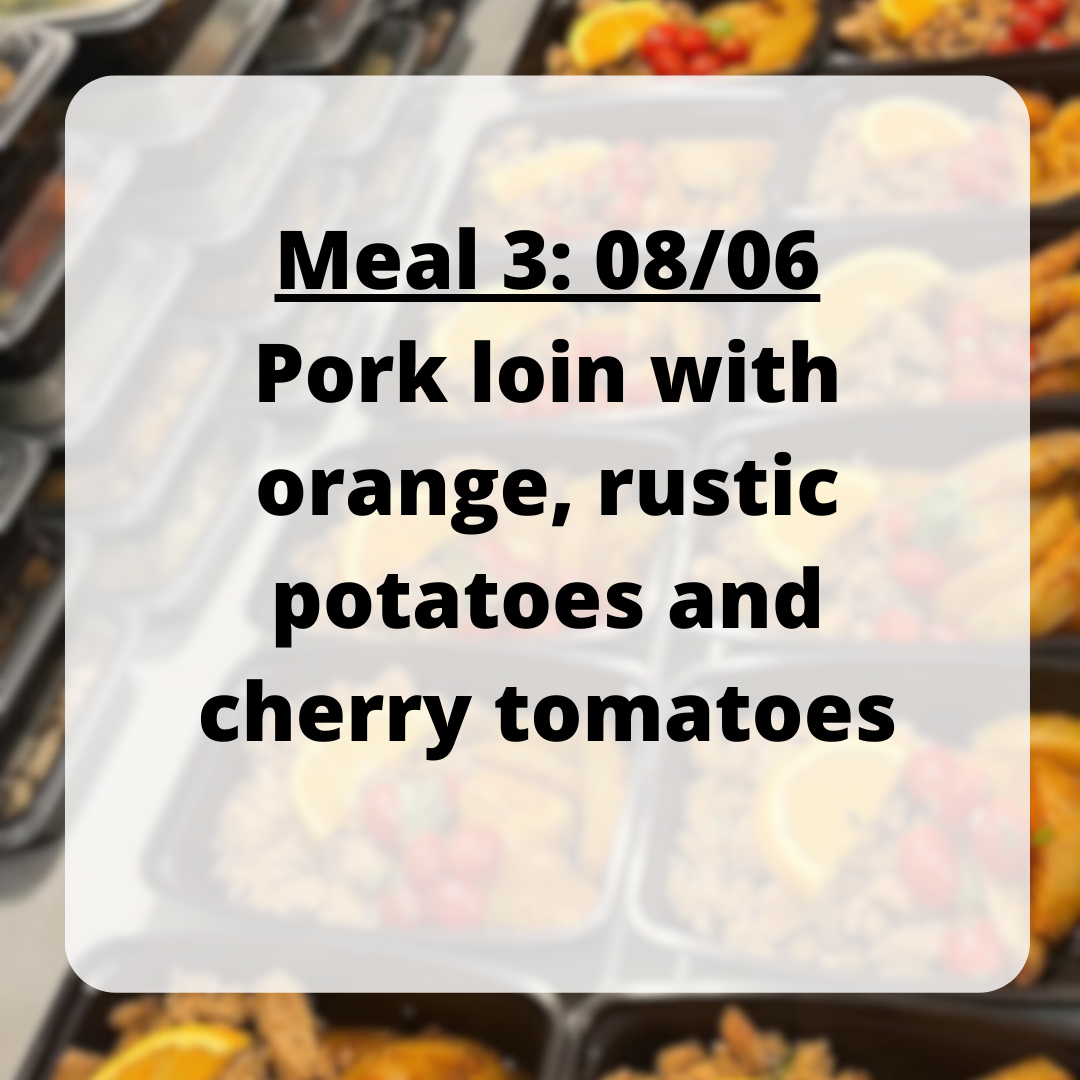 Meal 3: 08/06
Pork loin with
orange, rustic
potatoes and
cherry tomatoes